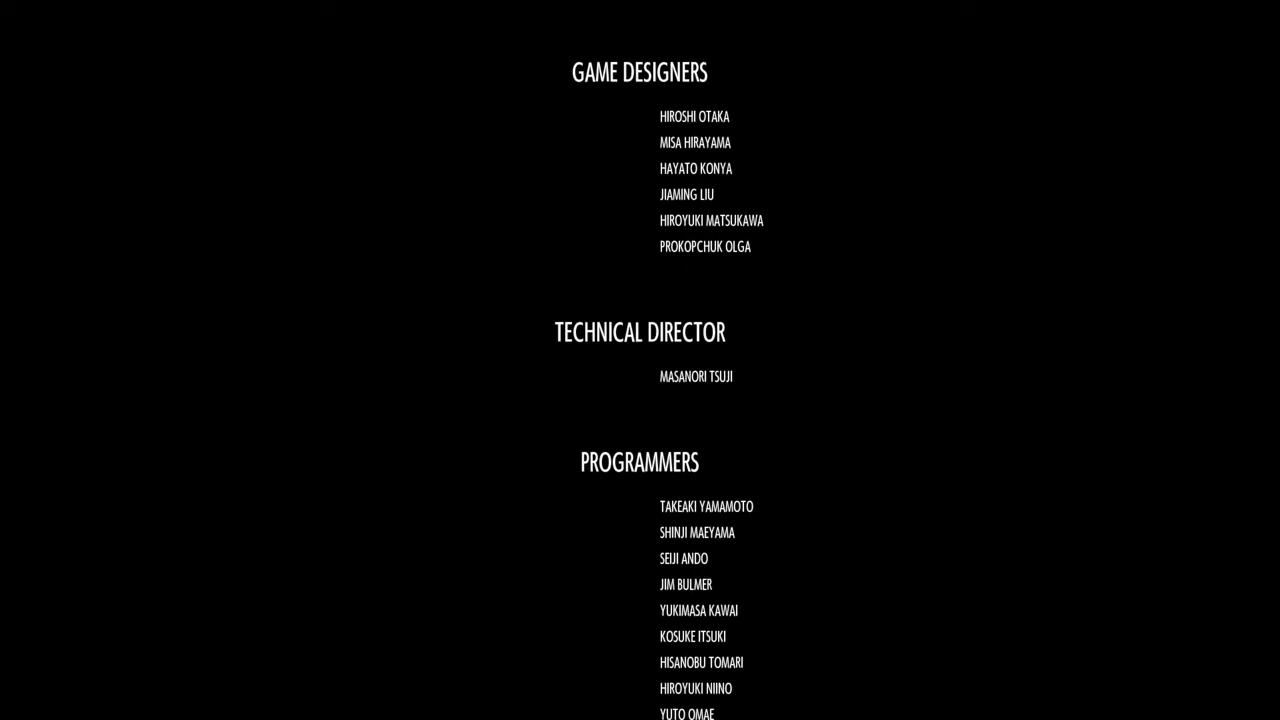 GAME DESIGNERS
HIROSHI OTAKA
MISA HIRAYAMA
HAYATO KONYA
JIAMING LIU
HIROYUKI MATSUKAWA
PROKOPCHUK OLGA
TECHNICAL DIRECTOR
MASANORI TSUJI
PROGRAMMERS
TAKEAKI YAMAMOTO
SHINJI MAEYAMA
SEIJI ANDO
JIM BULMER
YUKIMASA KAWAI
KOSUKE ITSUKI
HISANOBU TOMARI
HIROYUKI NIINO
YUTO OMAE